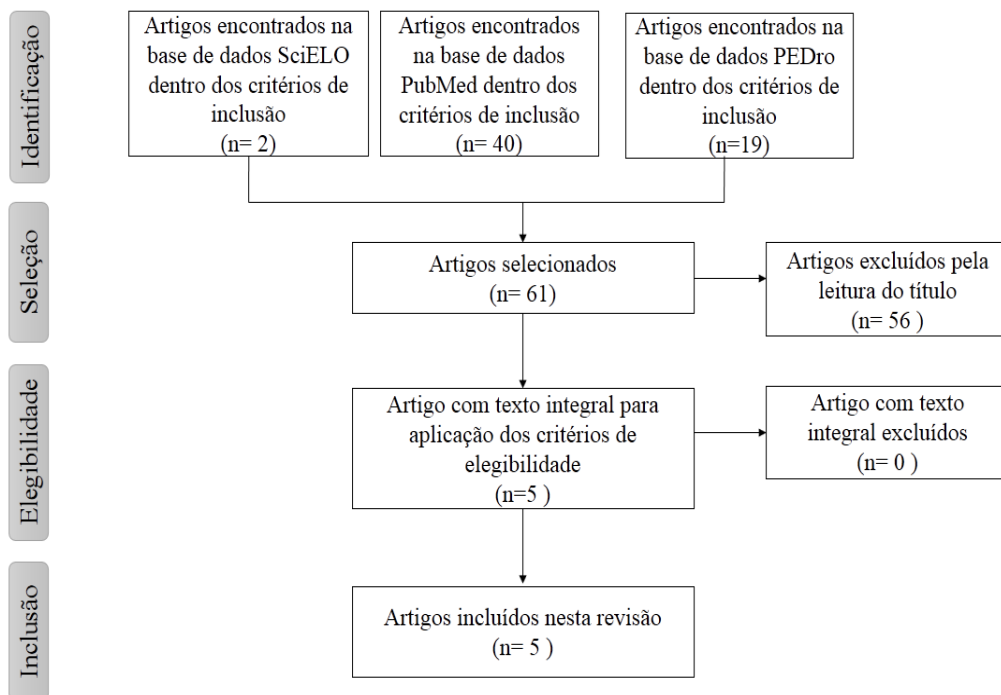 Identificação
Artigos encontrados na
base de dados SciELO
dentro dos critérios de
inclusão
(n= 2)
Artigos encontrados
na base de dados
PubMed dentro dos
critérios de inclusão
(n= 40)
Artigos encontrados na
base de dados PEDro
dentro dos critérios de
inclusão
(n=19)
Seleção
Artigos selecionados
(n= 61)
Artigos excluídos pela
leitura do título
(n= 56 )
Elegibilidade
Artigo com texto integral para
aplicação dos critérios de
elegibilidade
(n=5 )
Artigo com texto
integral excluídos
(n= 0 )
Inclusão
Artigos incluídos nesta revisão
(n= 5 )